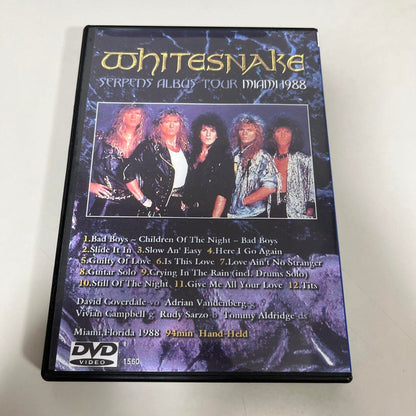 WHITESNAKE
SERPENS ALBUS TOUR MIAMI 1988
1.Bad Boys ~ Children Of The Night ~ Bad Boys
2.Slide It In 3.Slow An' Easy 4.Here I Go Again
5.Guilty Of Love 6.Is This Love 7.Love Ain't No Stranger
8.Guitar Solo 9.Crying In The Rain (incl. Drums Solo)
10.Still Of The Night 11.Give Me All Your Love 12.Tits
David Coverdale vo Adrian Vandenberg g
Vivian Campbell g Rudy Sarzo b Tommy Aldridge ds
Miami,Florida 1988 94min Hand-Held
DVD
VIDEO
1560